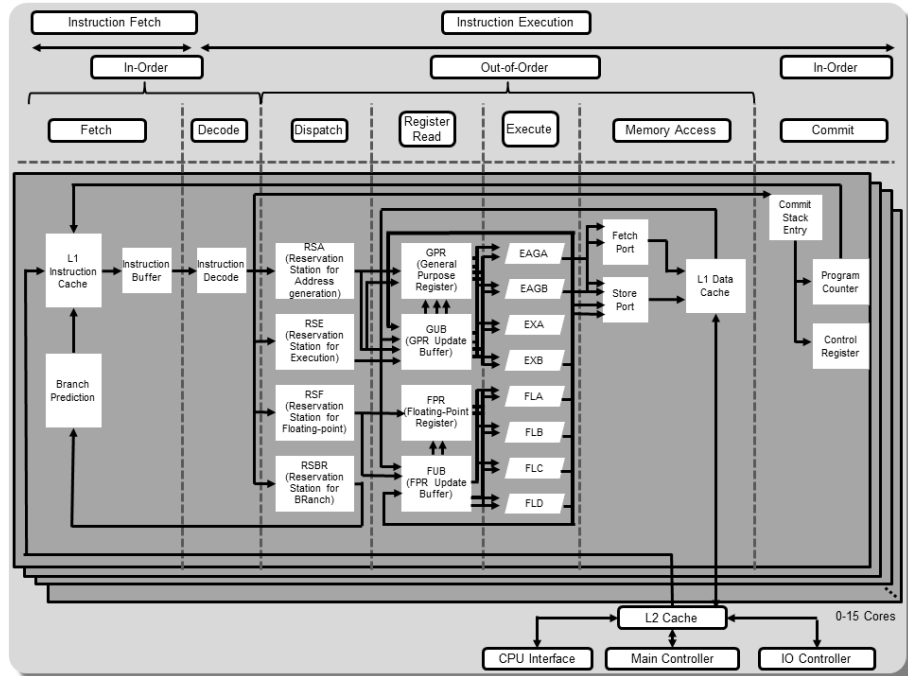 Instruction Fetch
Instruction Execution
In-Order
Out-of-Order
In-Order
Fetch
Decode
Dispatch
Register
Read
Execute
Memory Access
Commit
L1
Instruction
Cache
Instruction
Buffer
Instruction
Decode
Branch
Prediction
RSA
(Reservation
Station for
Address
generation)
RSE
(Reservation
Station for
Execution)
RSF
(Reservation
Station for
Floating-point)
RSBR
(Reservation
Station for
BRanch)
GPR
(General
Purpose
Register)
GUB
(GPR Update
Buffer)
FPR
(Floating-Point
Register)
FUB
(FPR Update
Buffer)
EAGA
EAGB
EXA
EXB
FLA
FLB
FLC
FLD
Fetch
Port
Store
Port
L1 Data
Cache
Commit
Stack
Entry
Program
Counter
Control
Register
0-15 Cores
L2 Cache
CPU Interface
Main Controller
IO Controller